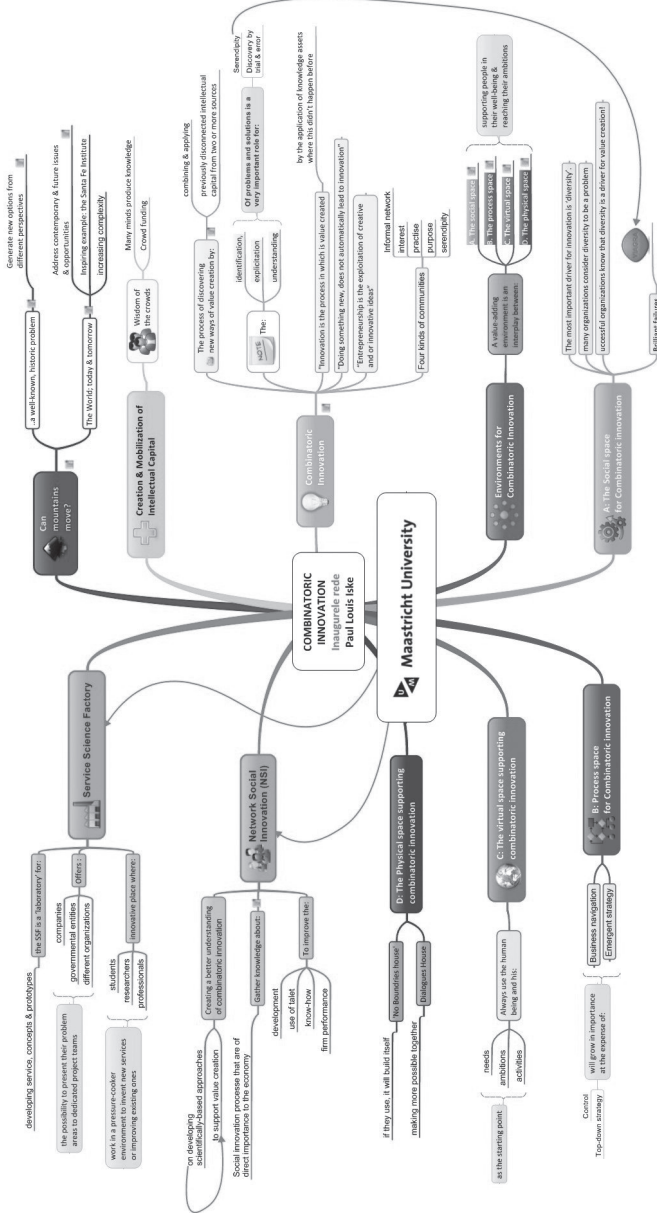 COMBINATORIC
INNOVATION
Inaugurele rede
Paul Louis Iske
Maastricht University
Can
mountains
move?
..a well-known, historic problem
Generate new options from
different perspectives
The World; today & tomorrow
Address contemporary & future issues
& opportunities
Inspiring example: the Santa Fe Institute
increasing complexity
Creation & Mobilization of
Intellectual Capital
Wisdom of
the crowds
Many minds produce knowledge
Crowd funding
Combinatoric
Innovation
The process of discovering
new ways of value creation by:
combining & applying
previously disconnected intellectual
capital from two or more sources
NOTE
The:
identification,
explicitation
understanding
Of problems and solutions is a
very important role for:
Serendipity
Discovery by
trial & error
"Innovation is the process in which is value created
by the application of knowledge assets
where this didn't happen before
"Doing something new, does not automatically lead to innovation"
"Entrepreneurship is the exploitation of creative
and or innovative ideas"
Four kinds of communities
Informal network
interest
practise
purpose
serendipity
Environments for
Combinatoric Innovation
A value-adding
environment is an
interplay between:
A. The social space
B. The process space
C. The virtual space
D. The physical space
supporting people in
their well-being &
reaching their ambitions
A: The Social space
for Combinatoric innovation
The most important driver for innovation is 'diversity'.
many organizations consider diversity to be a problem
uccessful organizations know that diversity is a driver for value creation!
Brilliant failures
Service Science Factory
the SSF is a 'laboratory' for:
developing service, concepts & prototypes
Offers :
companies
governmental entities
different organizations
the possibility to present their problem
areas to dedicated project teams
innovative place where:
students
researchers
professionals
work in a pressure-cooker
environment to invent new services
or improving existing ones
Network Social
Innovation (NSI)
Creating a better understanding
of combinatoric innovation
on developing
scientifically-based approaches
to support value creation
Gather knowledge about:
Social innovation processe that are of
direct importance to the economy
To improve the:
development
use of talet
know-how
firm performance
D: The Physical space supporting
combinatoric innovation
'No Boundries house'
if they use, it will build itself
Dialogues House
making more possible together
C: The virtual space supporting
combinatoric innovation
Always use the human
being and his:
needs
ambitions
activities
as the starting point
B: Process space
for Combinatoric innovation
Business navigation
Emergent strategy
will grow in importance
at the expense of:
Control
Top-down strategy